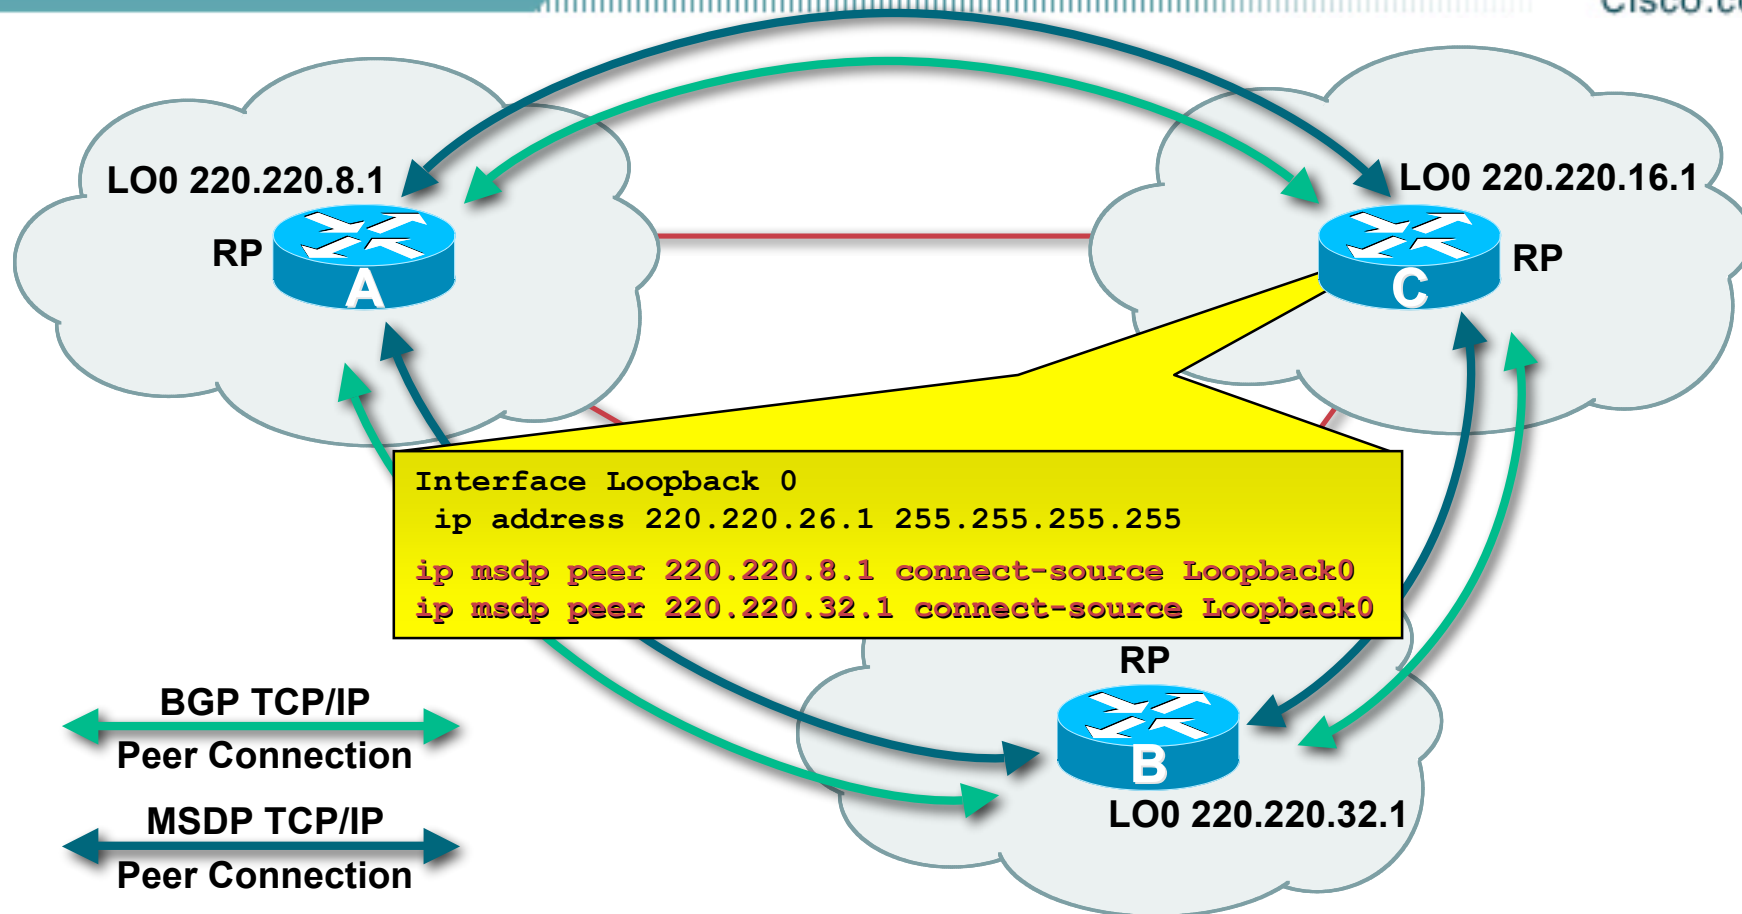 LO0 220.220.8.1
RP
A
LO0 220.220.16.1
RP
C
Interface Loopback 0
ip address 220.220.26.1 255.255.255.255
ip msdp peer 220.220.8.1 connect-source Loopback0
ip msdp peer 220.220.32.1 connect-source Loopback0
RP
B
LO0 220.220.32.1
BGP TCP/IP
Peer Connection
MSDP TCP/IP
Peer Connection